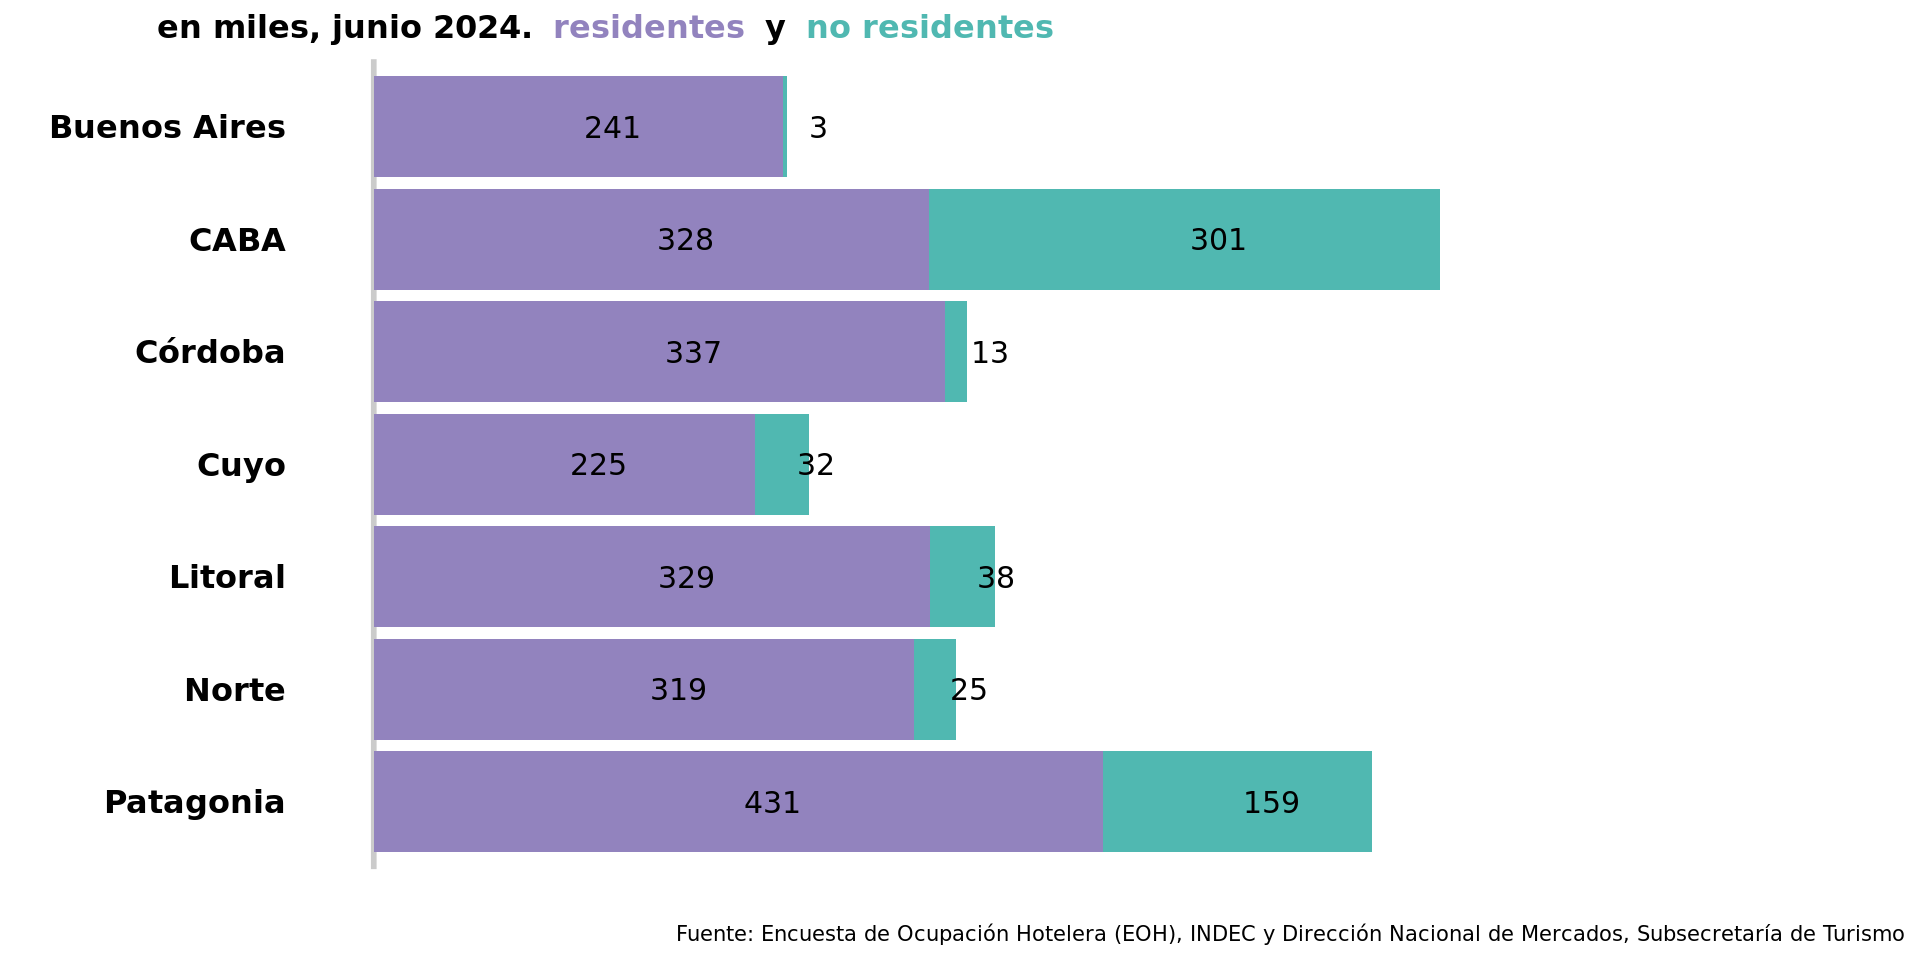 en miles, junio 2024. residentes y no residentes
Buenos Aires 241 3
CABA 328 301
Córdoba 337 13
Cuyo 225 32
Litoral 329 38
Norte 319 25
Patagonia 431 159
Fuente: Encuesta de Ocupación Hotelera (EOH), INDEC y Dirección Nacional de Mercados, Subsecretaría de Turismo